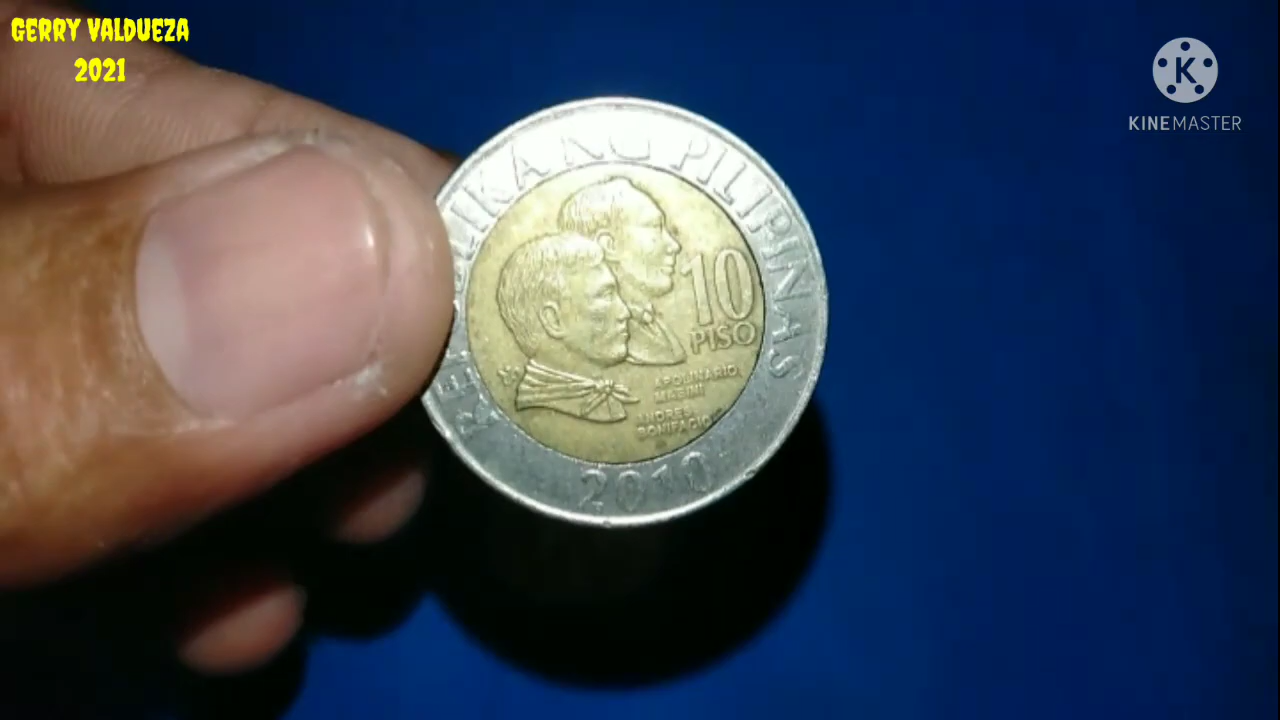 GERRY VALDUEZA
2021
KINEMASTER
REPUBLIKA NG PILIPINAS
10
PISO
APOLINARIO
MABINI
ANDRES
BONIFACIO
2010